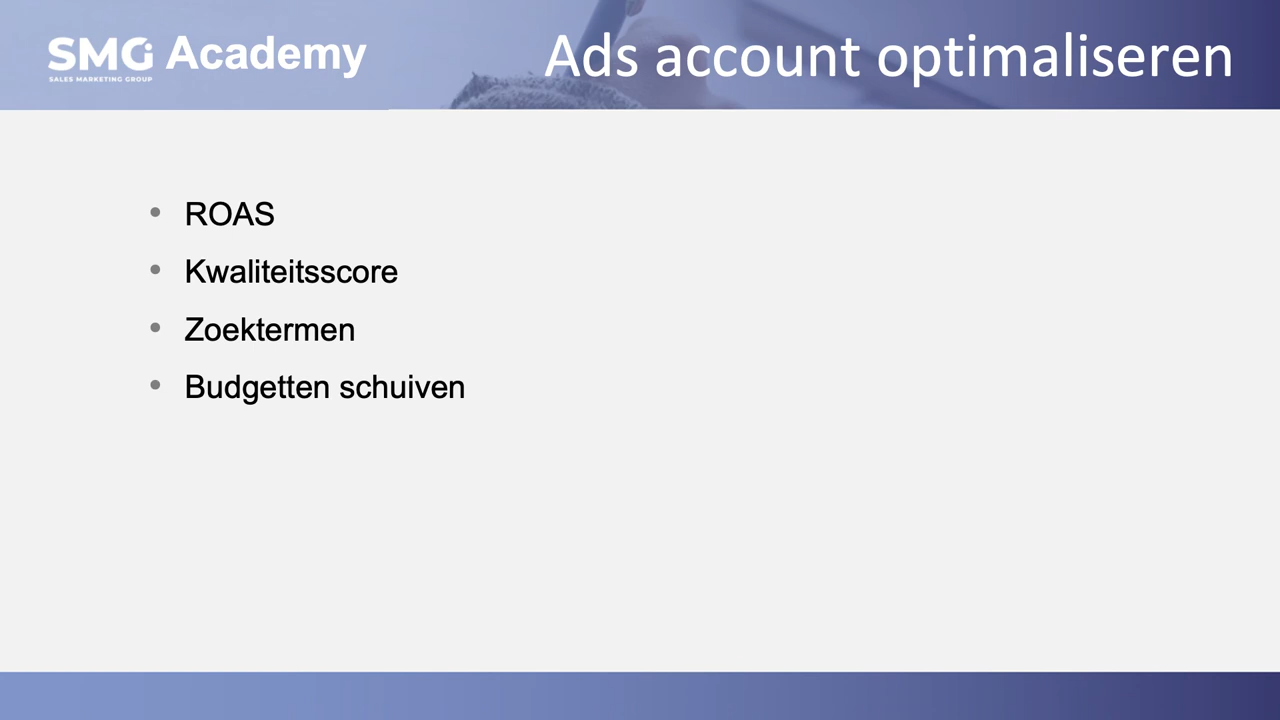 SMG Academy
SALES MARKETING GROUP
Ads account optimaliseren
• ROAS
• Kwaliteitsscore
• Zoektermen
• Budgetten schuiven